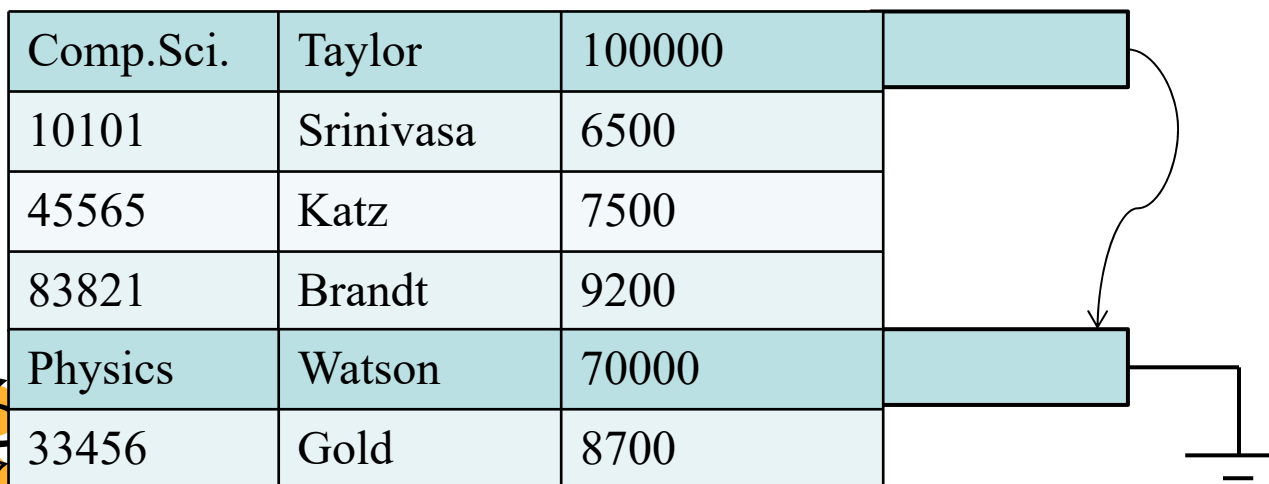 Comp.Sci. Taylor 100000
10101 Srinivasa 6500
45565 Katz 7500
83821 Brandt 9200
Physics Watson 70000
33456 Gold 8700